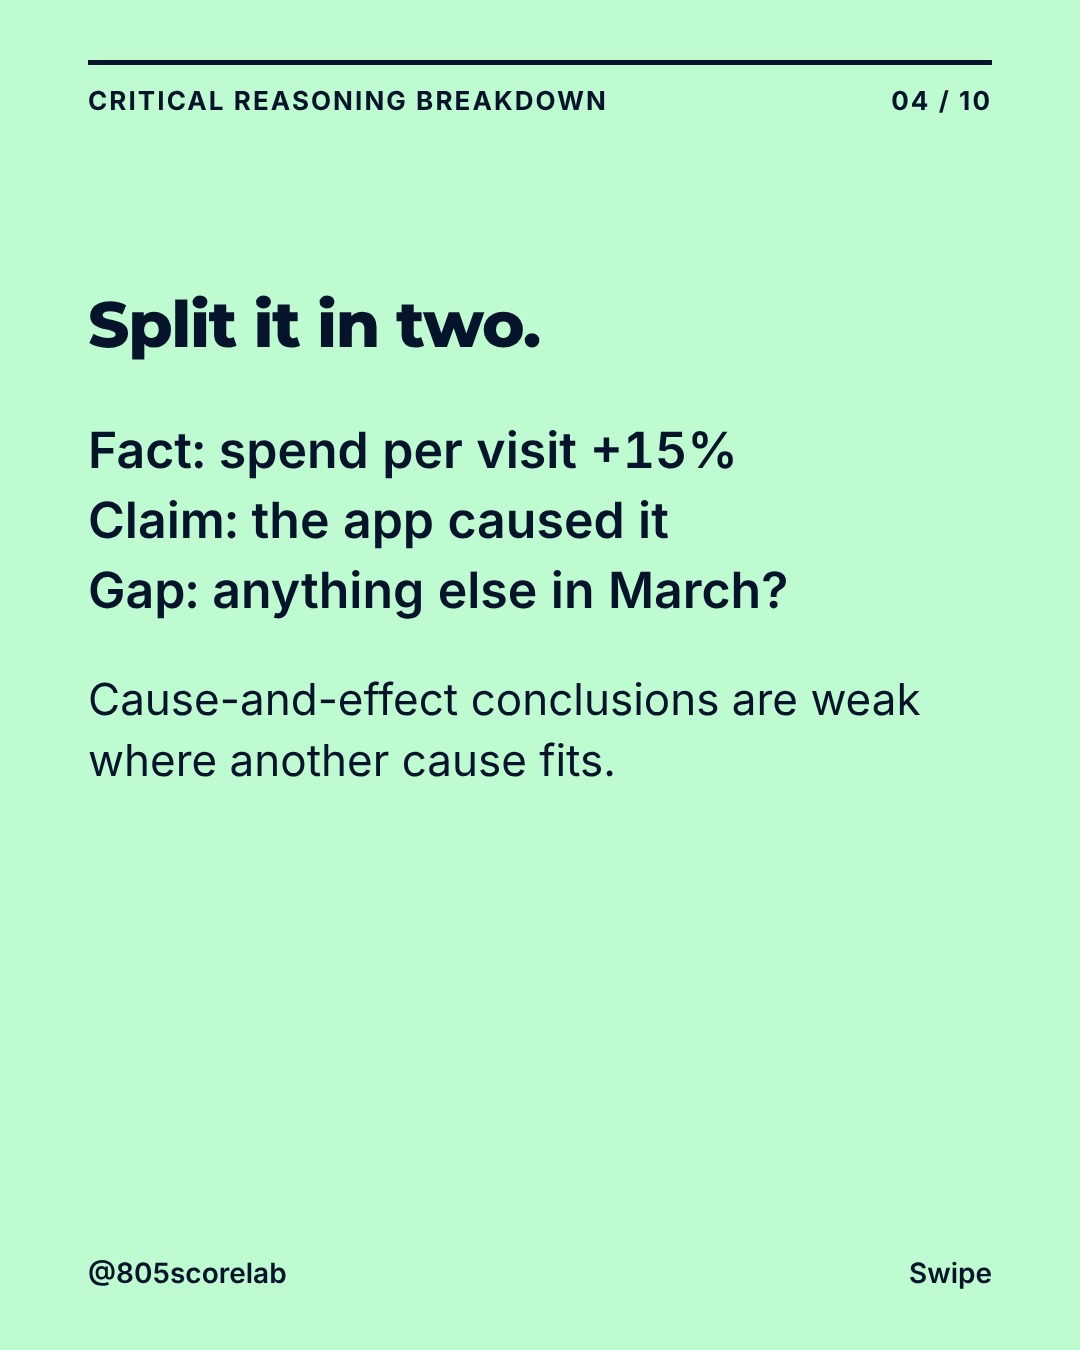 CRITICAL REASONING BREAKDOWN
04 / 10
Split it in two.
Fact: spend per visit +15%
Claim: the app caused it
Gap: anything else in March?
Cause-and-effect conclusions are weak
where another cause fits.
@805scorelab
Swipe